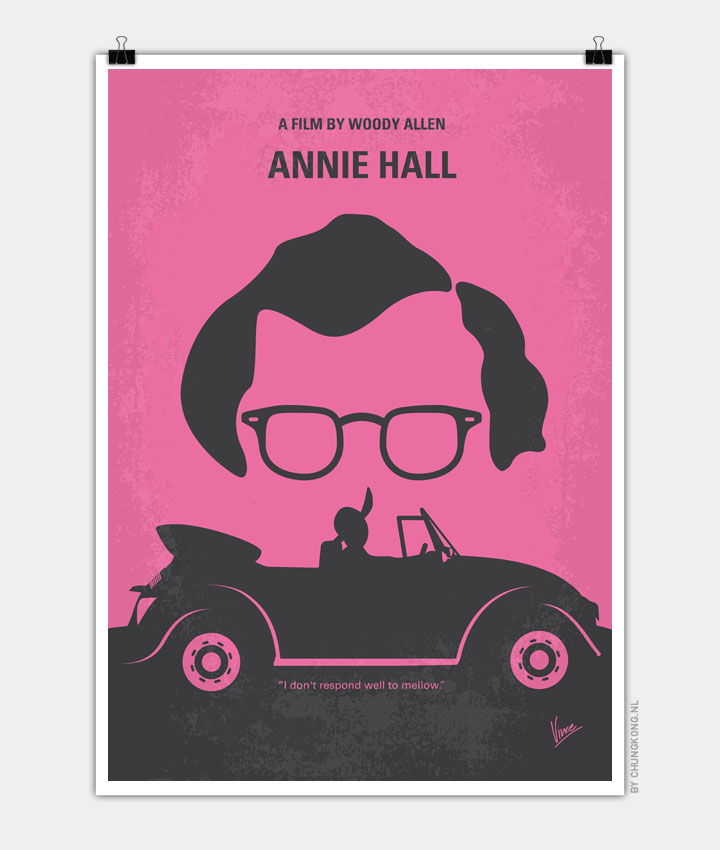 A FILM BY WOODY ALLEN
ANNIE HALL
“I don't respond well to mellow.”
Vince
BY CHUNGKONG.NL